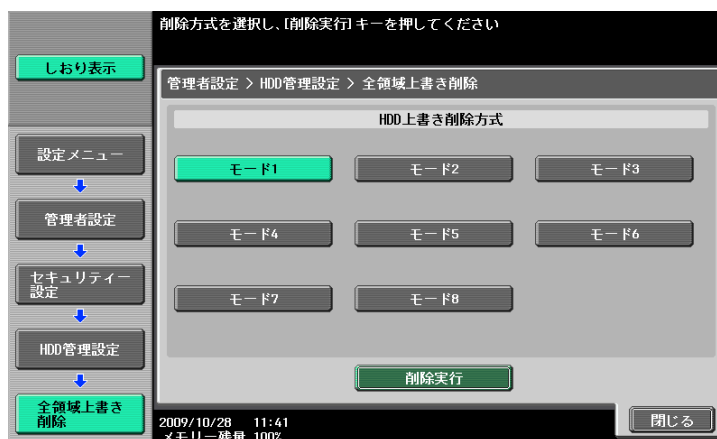 削除方式を選択し、[削除実行] キーを押してください
しおり表示
管理者設定 > HDD管理設定 > 全領域上書き削除
HDD上書き削除方式
設定メニュー
管理者設定
セキュリティー
設定
HDD管理設定
全領域上書き
削除
モード1
モード2
モード3
モード4
モード5
モード6
モード7
モード8
削除実行
2009/10/28 11:41
メモリー残量 100%
閉じる